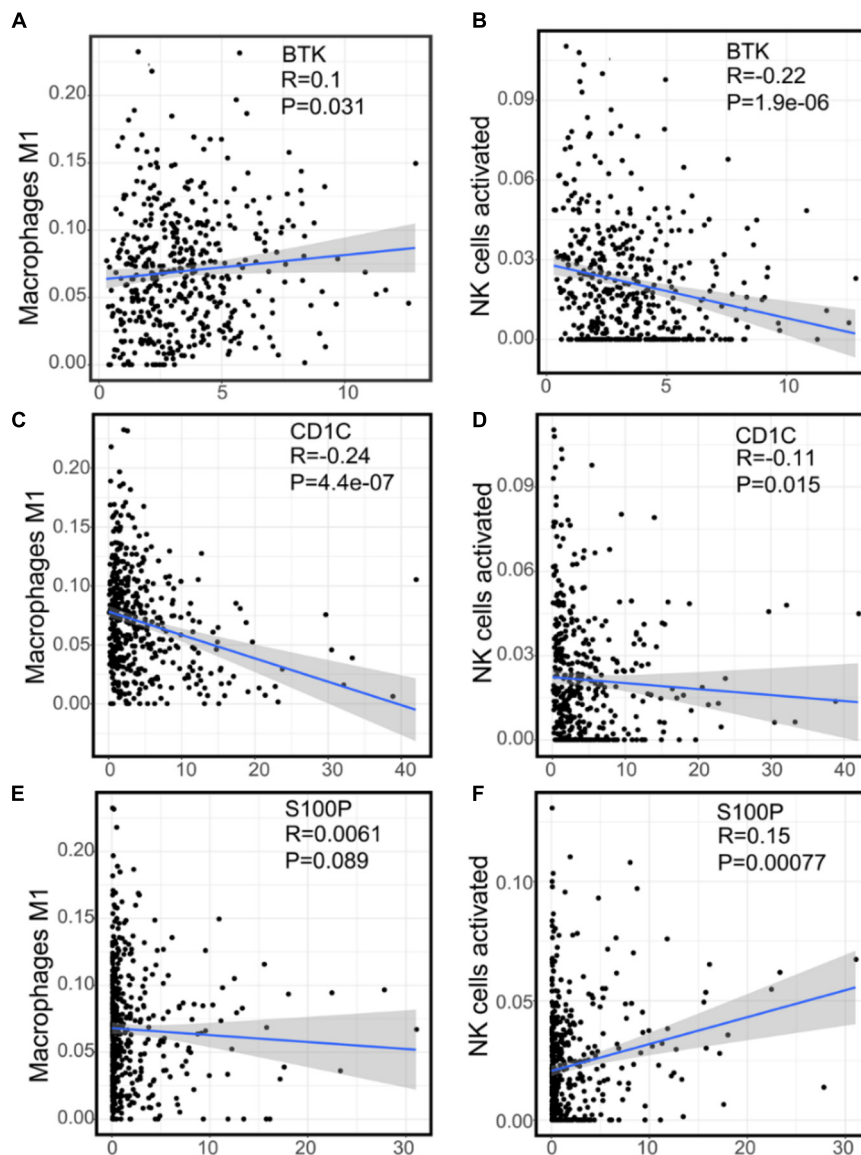 A
BTK
R=0.1
P=0.031
Macrophages M1
0.20
0.15
0.10
0.05
0.00
0
5
10
B
BTK
R=-0.22
P=1.9e-06
NK cells activated
0.09
0.06
0.03
0.00
0
5
10
C
CD1C
R=-0.24
P=4.4e-07
Macrophages M1
0.20
0.15
0.10
0.05
0.00
0
10
20
30
40
D
CD1C
R=-0.11
P=0.015
NK cells activated
0.09
0.06
0.03
0.00
0
10
20
30
40
E
S100P
R=0.0061
P=0.089
Macrophages M1
0.20
0.15
0.10
0.05
0.00
0
10
20
30
F
S100P
R=0.15
P=0.00077
NK cells activated
0.10
0.05
0.00
0
10
20
30